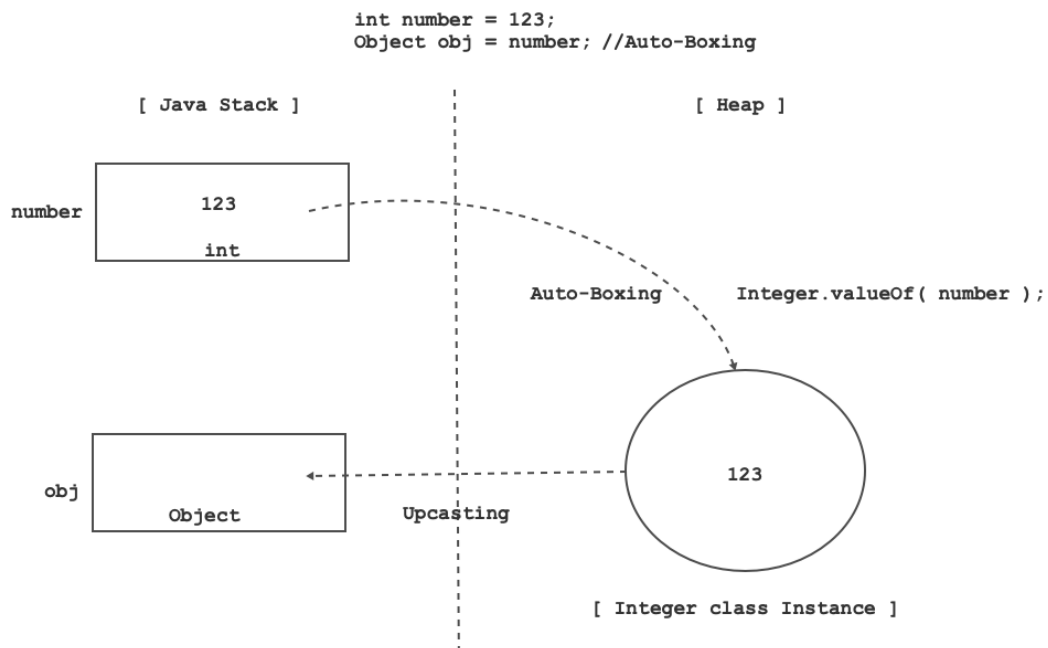 int number = 123;
Object obj = number; //Auto-Boxing
[ Java Stack ]
[ Heap ]
number
123
int
Auto-Boxing
Integer.valueOf( number );
obj
Object
Upcasting
123
[ Integer class Instance ]